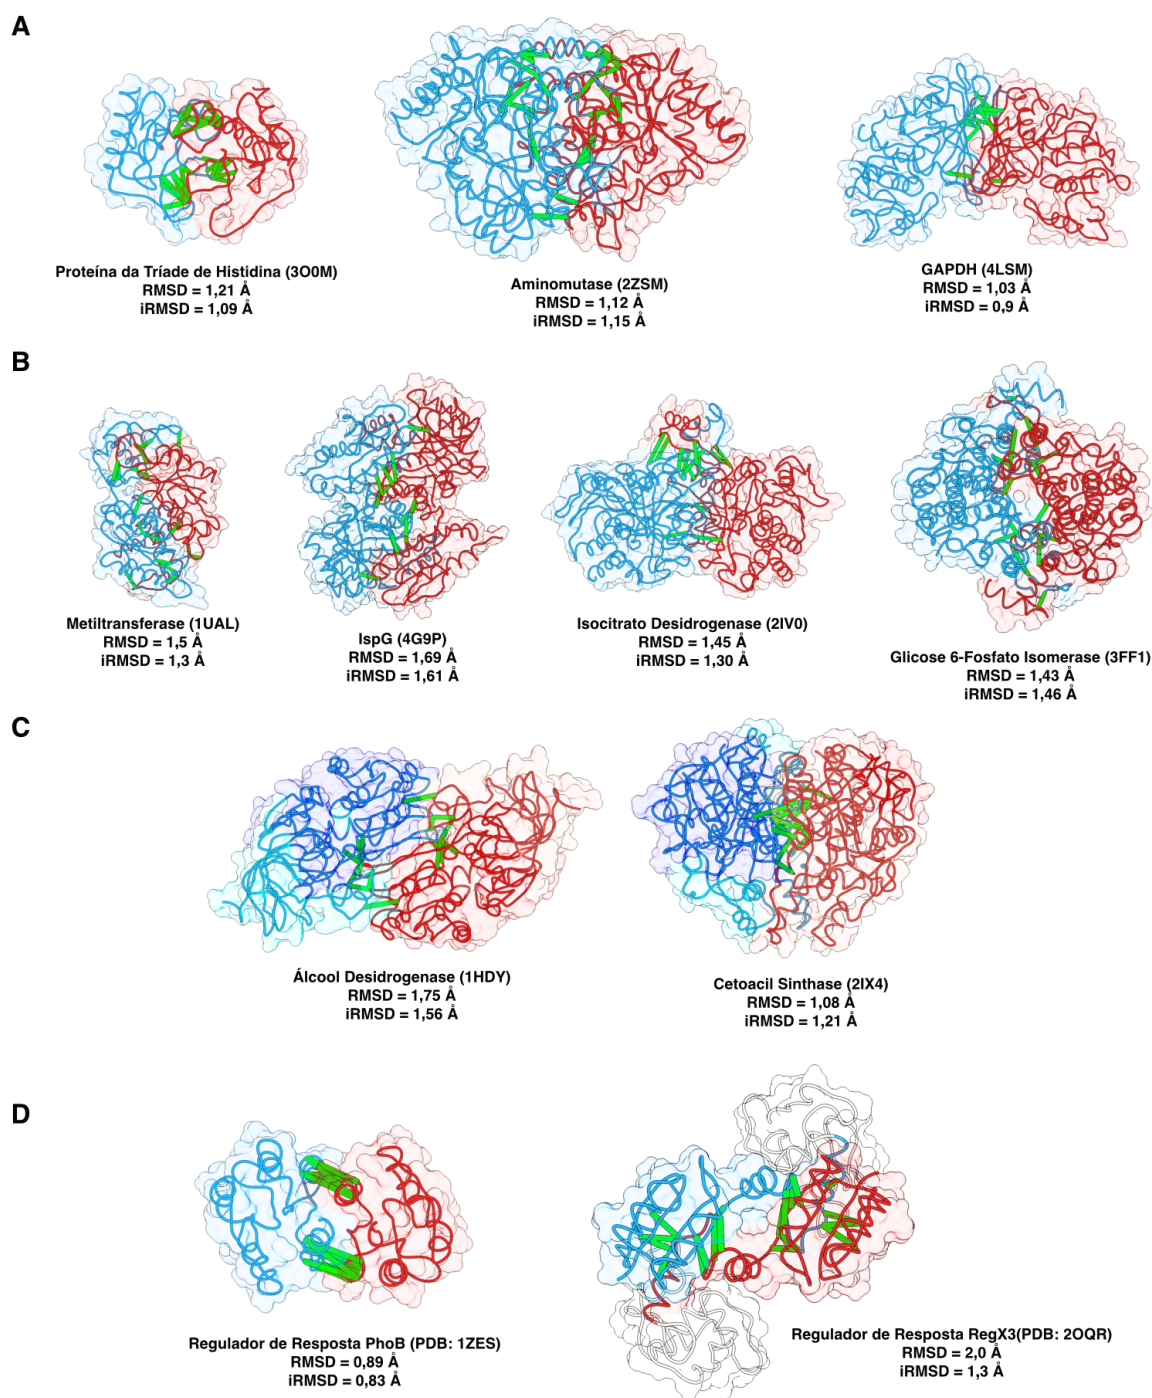 A
Proteína da Tríade de Histidina (3O0M)
RMSD = 1,21 Å
iRMSD = 1,09 Å
Aminomutase (2ZSM)
RMSD = 1,12 Å
iRMSD = 1,15 Å
GAPDH (4LSM)
RMSD = 1,03 Å
iRMSD = 0,9 Å
B
Metiltransferase (1UAL)
RMSD = 1,5 Å
iRMSD = 1,3 Å
IspG (4G9P)
RMSD = 1,69 Å
iRMSD = 1,61 Å
Isocitrato Desidrogenase (2IV0)
RMSD = 1,45 Å
iRMSD = 1,30 Å
Glicose 6-Fosfato Isomerase (3FF1)
RMSD = 1,43 Å
iRMSD = 1,46 Å
C
Álcool Desidrogenase (1HDY)
RMSD = 1,75 Å
iRMSD = 1,56 Å
Cetoacil Sinthase (2IX4)
RMSD = 1,08 Å
iRMSD = 1,21 Å
D
Regulador de Resposta PhoB (PDB: 1ZES)
RMSD = 0,89 Å
iRMSD = 0,83 Å
Regulador de Resposta RegX3(PDB: 2OQR)
RMSD = 2,0 Å
iRMSD = 1,3 Å